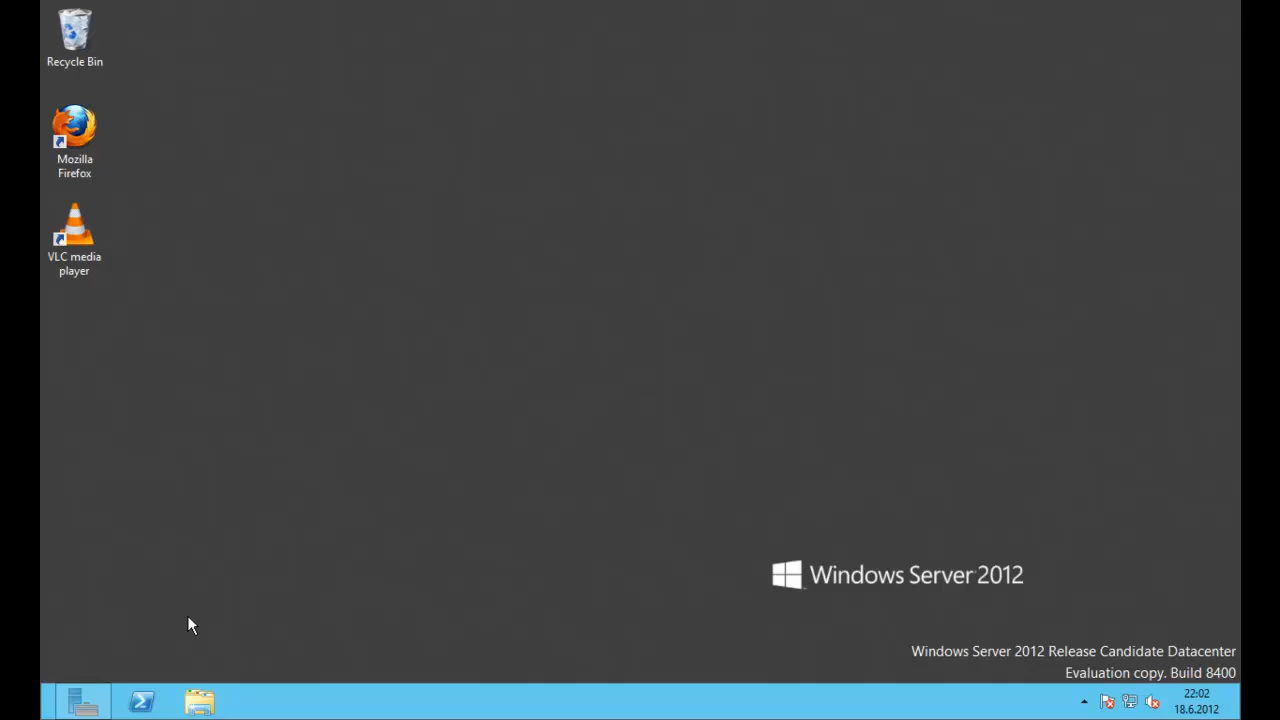 Recycle Bin
Mozilla
Firefox
VLC media
player
Windows Server 2012
Windows Server 2012 Release Candidate Datacenter
Evaluation copy. Build 8400
22:02
18.6.2012